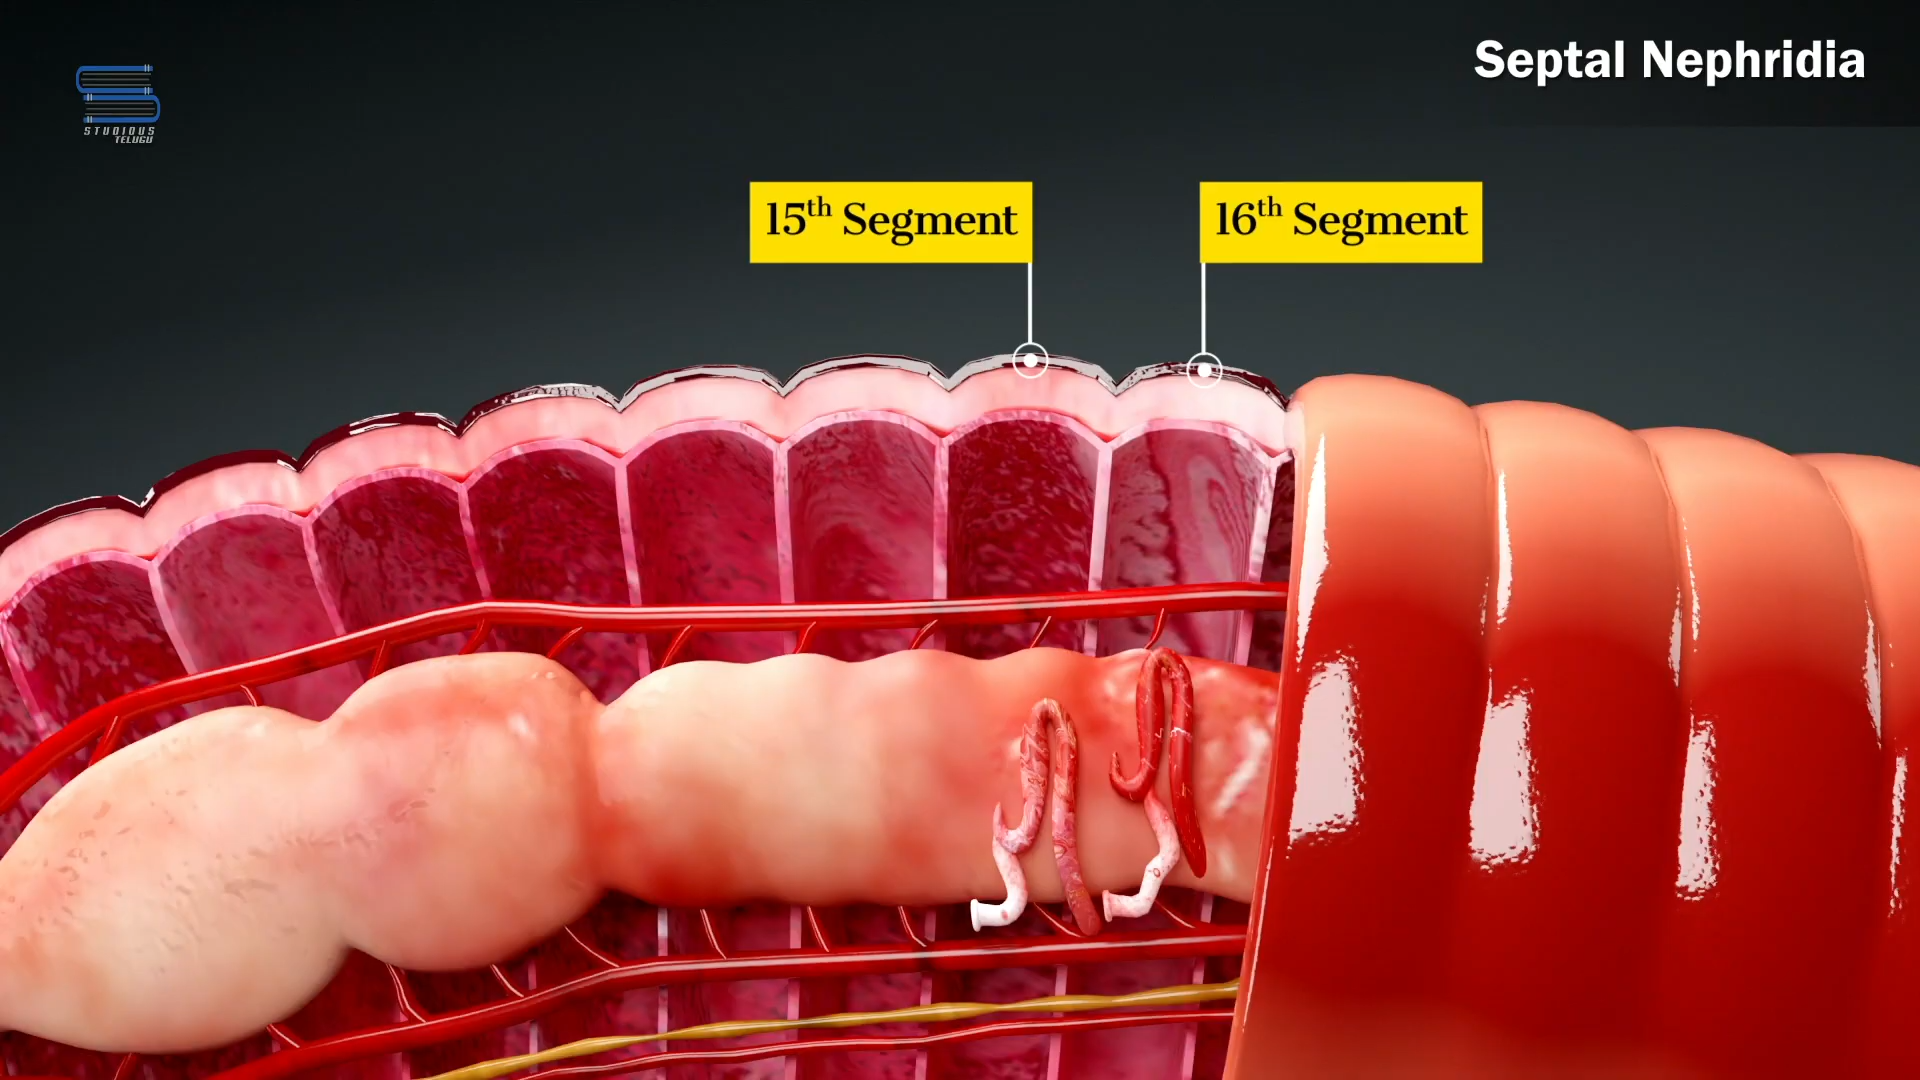 Septal Nephridia
STUDIOUS
TELUGU
15th Segment
16th Segment